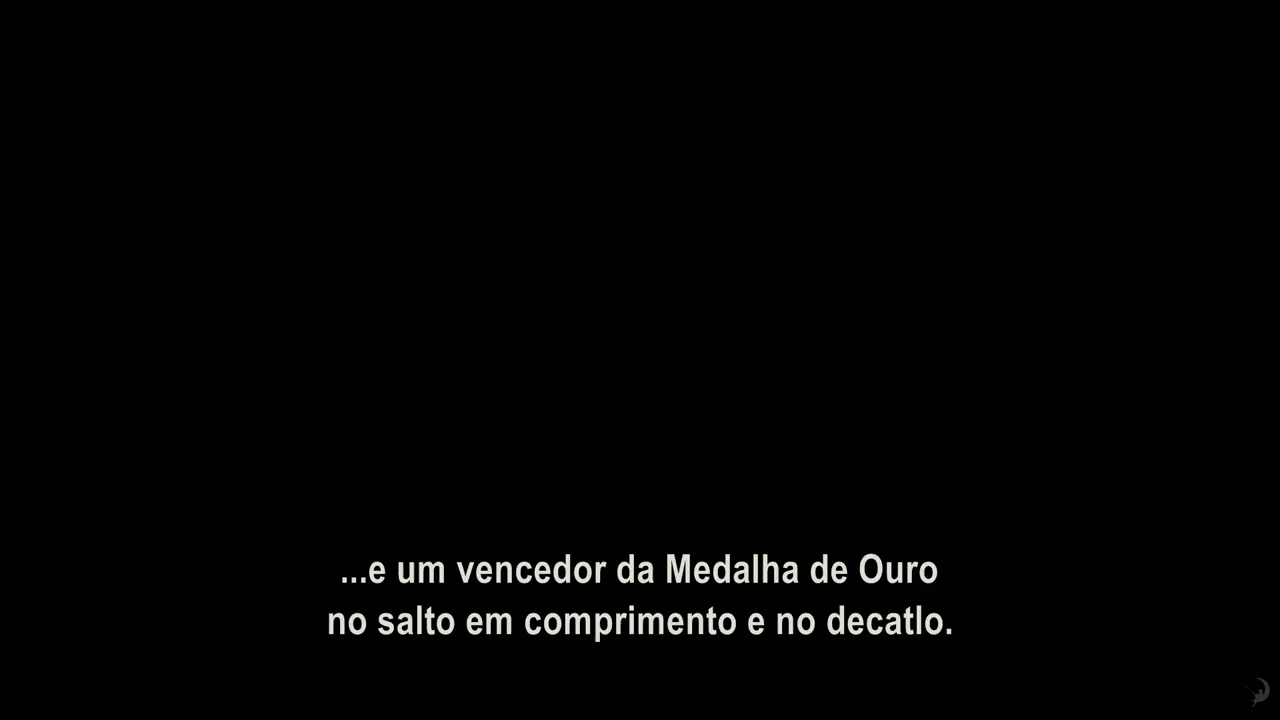 ...e um vencedor da Medalha de Ouro
no salto em comprimento e no decatlo.